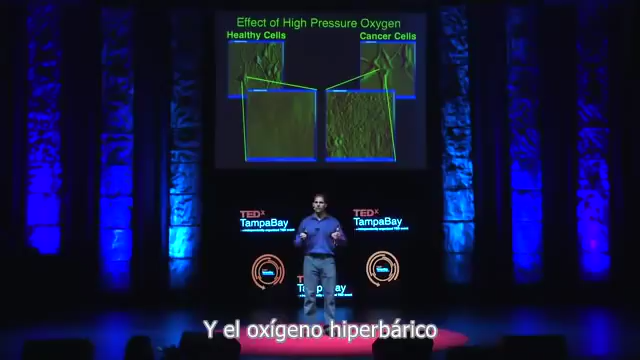 Effect of High Pressure Oxygen
Healthy Cells
Cancer Cells
TEDx
TampaBay
TEDx
TampaBay
TampaBay
Y el oxígeno hiperbárico